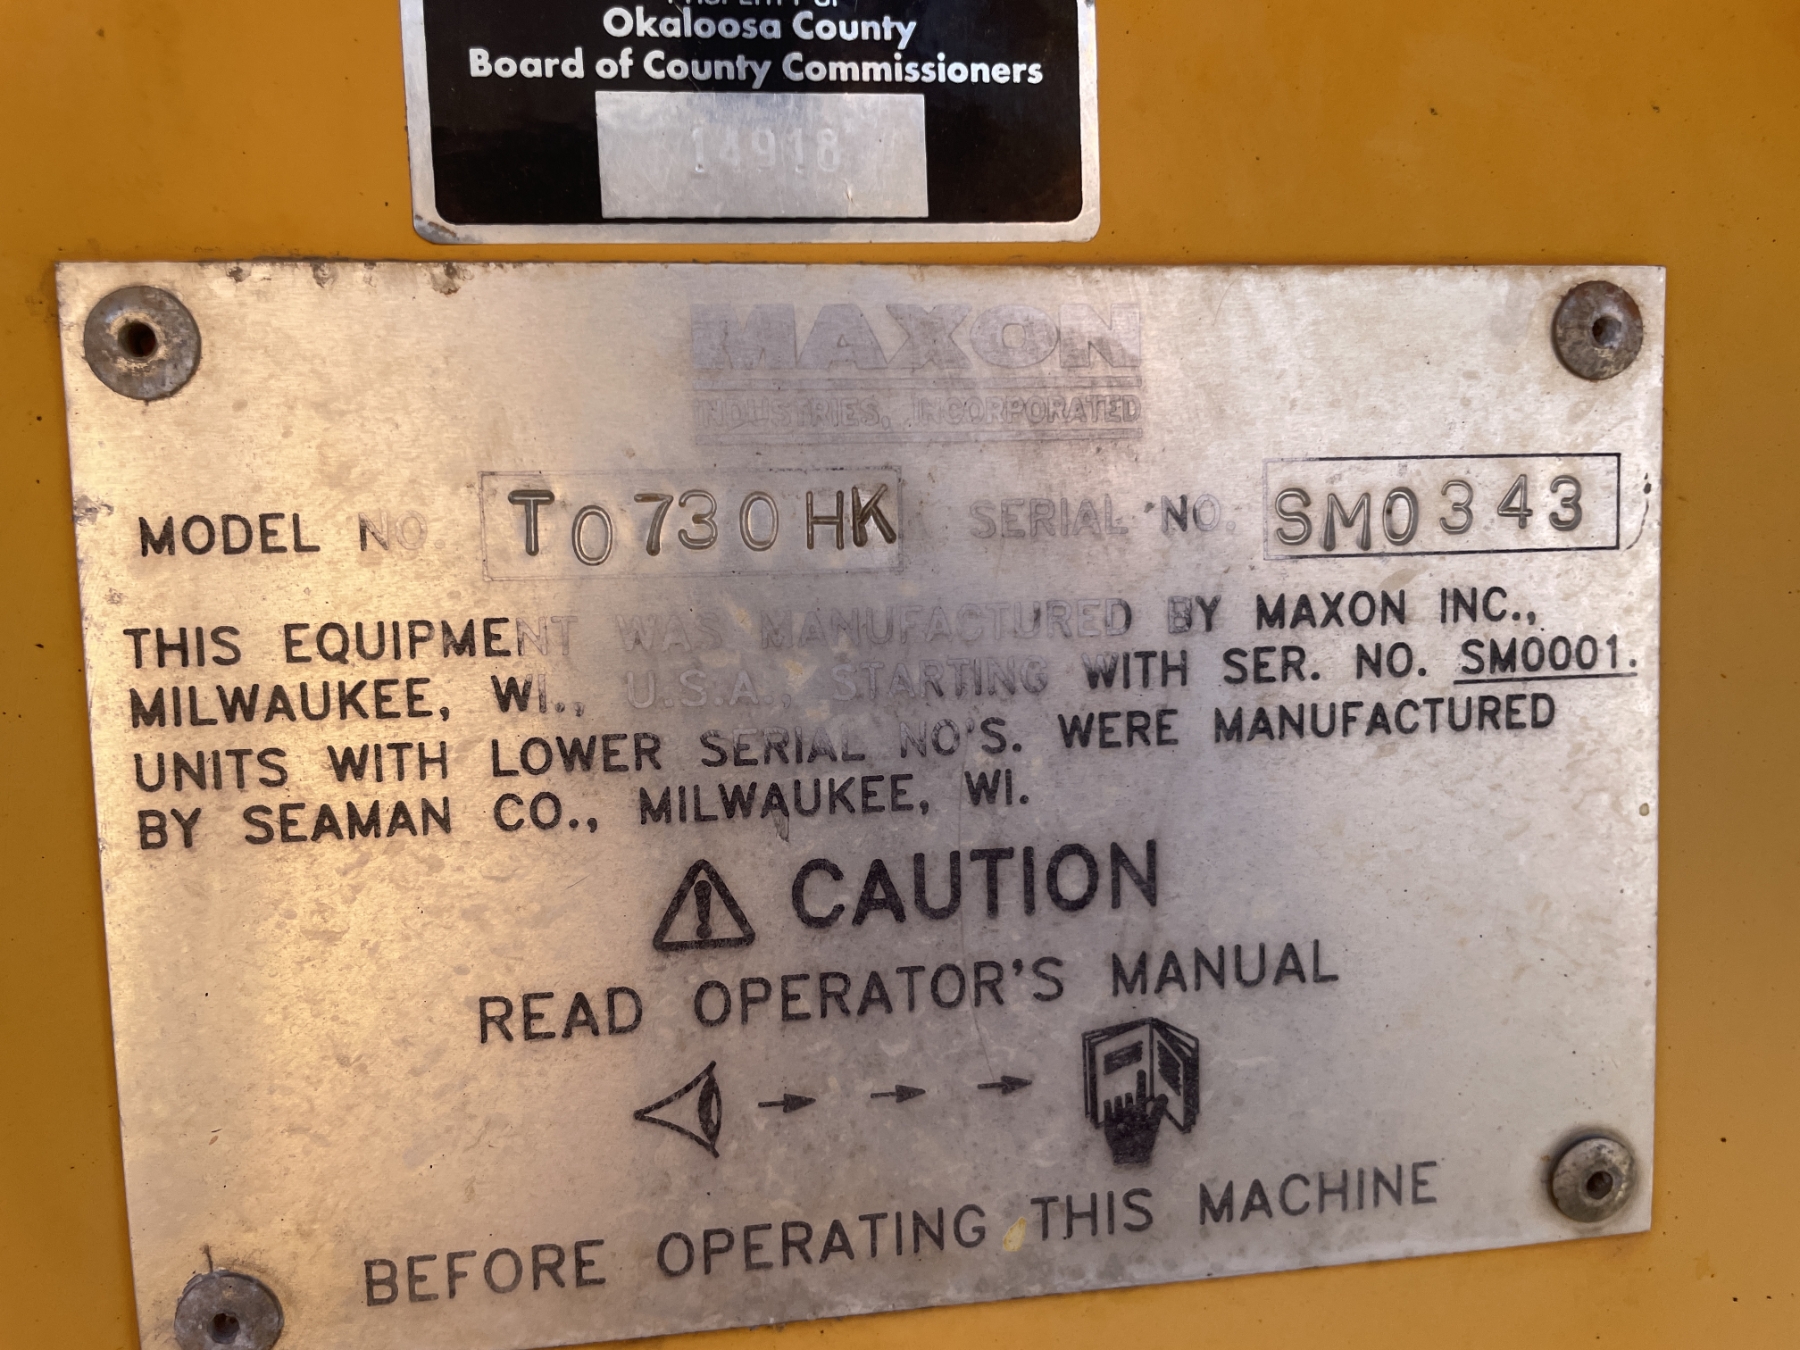 PROPERTY OF
Okaloosa County
Board of County Commissioners
14918
MAXON
INDUSTRIES, INCORPORATED
MODEL NO. T0730HK SERIAL NO. SM0343
THIS EQUIPMENT WAS MANUFACTURED BY MAXON INC.,
MILWAUKEE, WI., U.S.A., STARTING WITH SER. NO. SM0001.
UNITS WITH LOWER SERIAL NO'S. WERE MANUFACTURED
BY SEAMAN CO., MILWAUKEE, WI.
CAUTION
READ OPERATOR'S MANUAL
BEFORE OPERATING THIS MACHINE